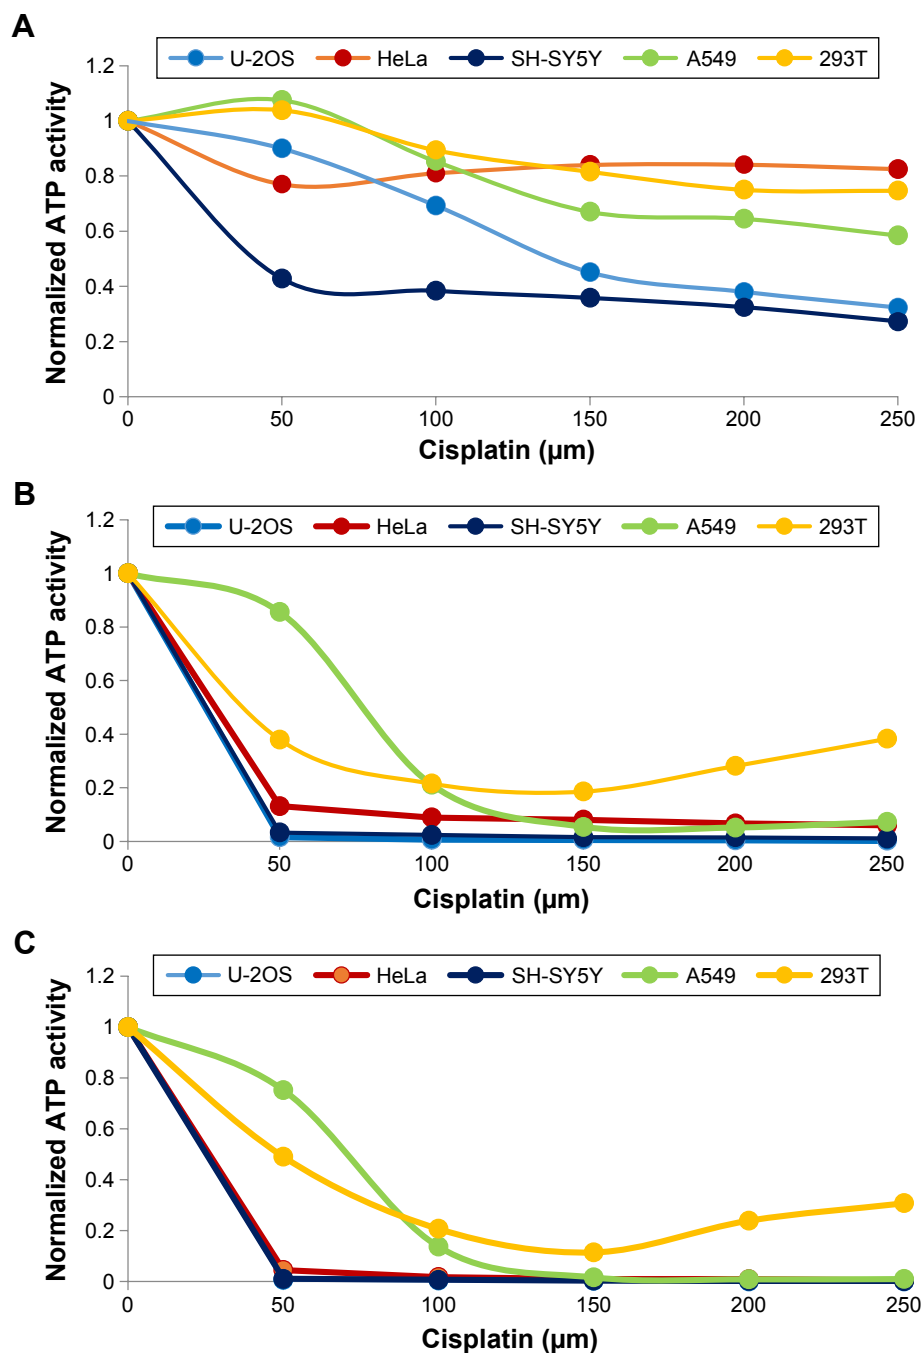 A
U-2OS HeLa SH-SY5Y A549 293T
Normalized ATP activity
1.2
1
0.8
0.6
0.4
0.2
0
0 50 100 150 200 250
Cisplatin (µm)
B
U-2OS HeLa SH-SY5Y A549 293T
Normalized ATP activity
1.2
1
0.8
0.6
0.4
0.2
0
0 50 100 150 200 250
Cisplatin (µm)
C
U-2OS HeLa SH-SY5Y A549 293T
Normalized ATP activity
1.2
1
0.8
0.6
0.4
0.2
0
0 50 100 150 200 250
Cisplatin (µm)